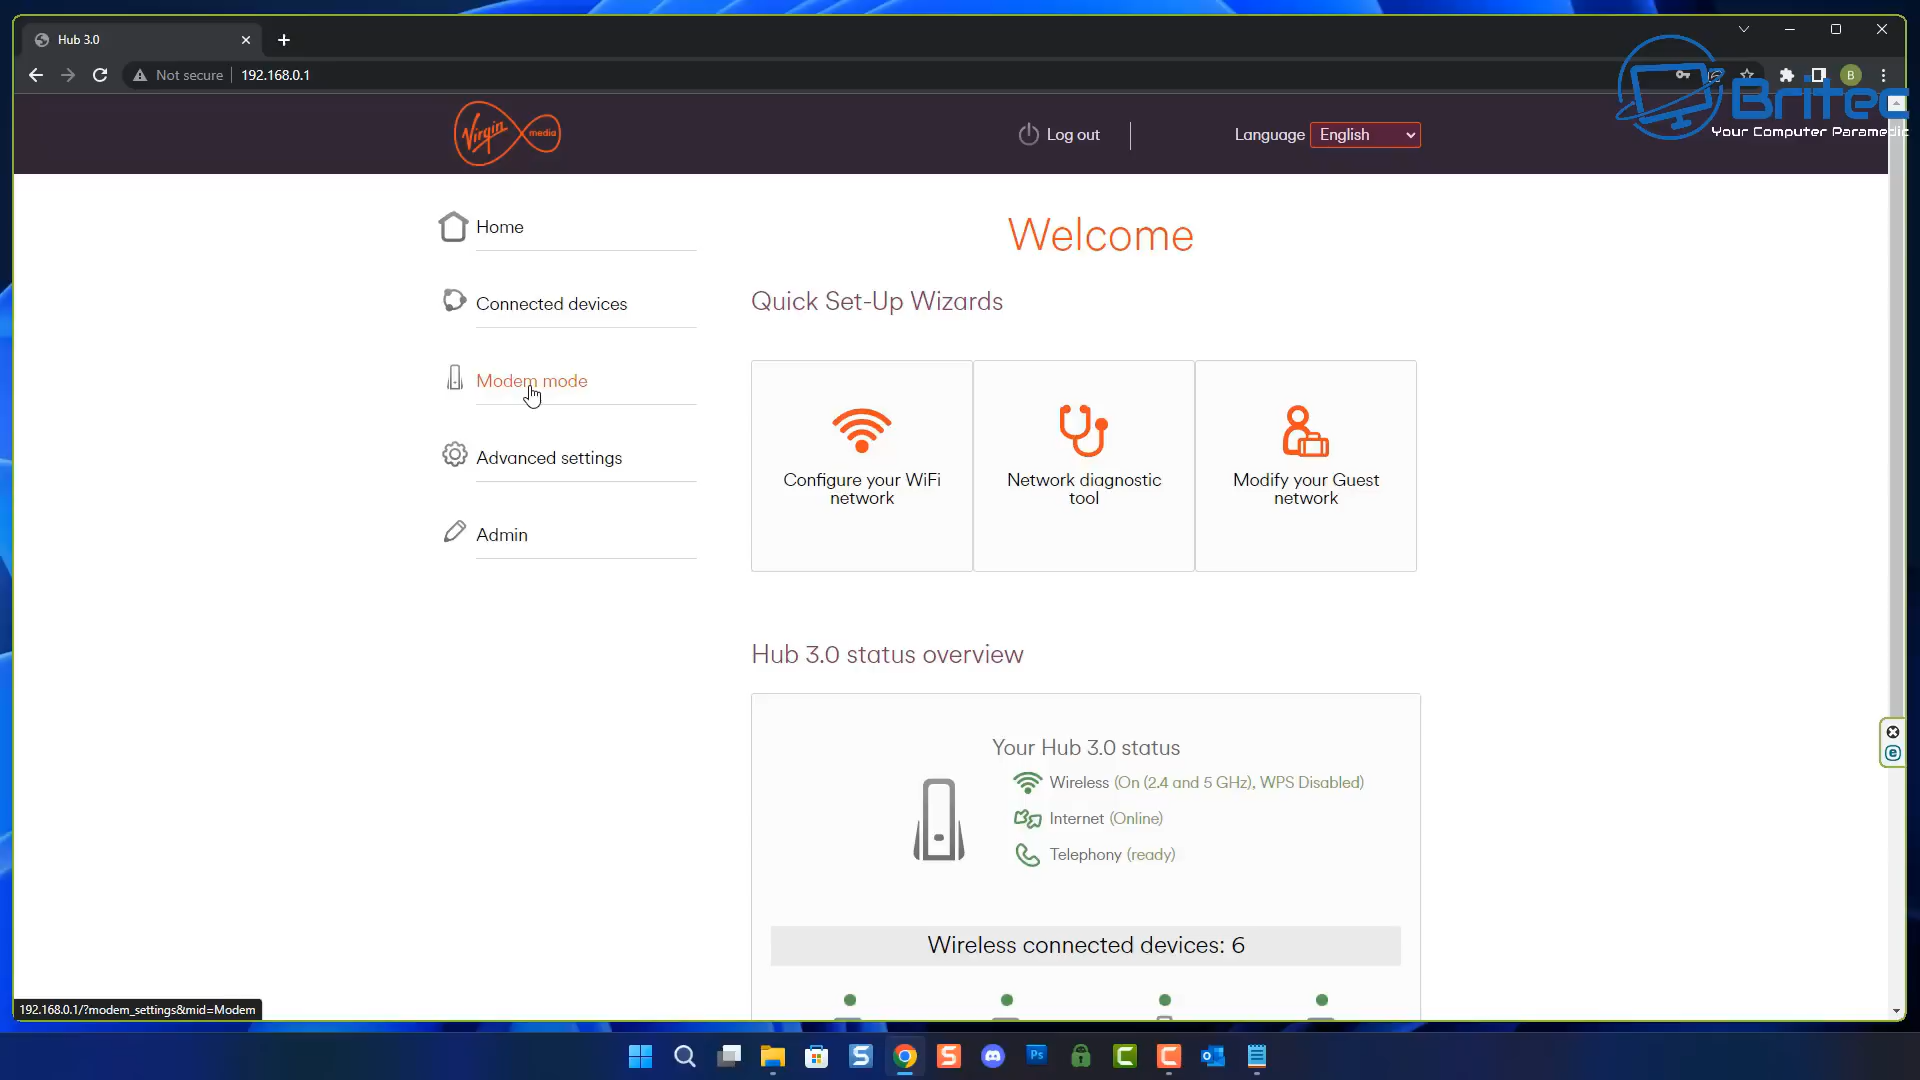 Hub 3.0
Not secure
192.168.0.1
B
Britec
Your Computer Paramedic
Virgin media
Log out
Language
English
Home
Welcome
Connected devices
Quick Set-Up Wizards
Modem mode
Configure your WiFi
network
Network diagnostic
tool
Modify your Guest
network
Advanced settings
Admin
Hub 3.0 status overview
Your Hub 3.0 status
Wireless (On (2.4 and 5 GHz), WPS Disabled)
Internet (Online)
Telephony (ready)
Wireless connected devices: 6
192.168.0.1/?modem_settings&mid=Modem
S
S
Ps
C
C
e